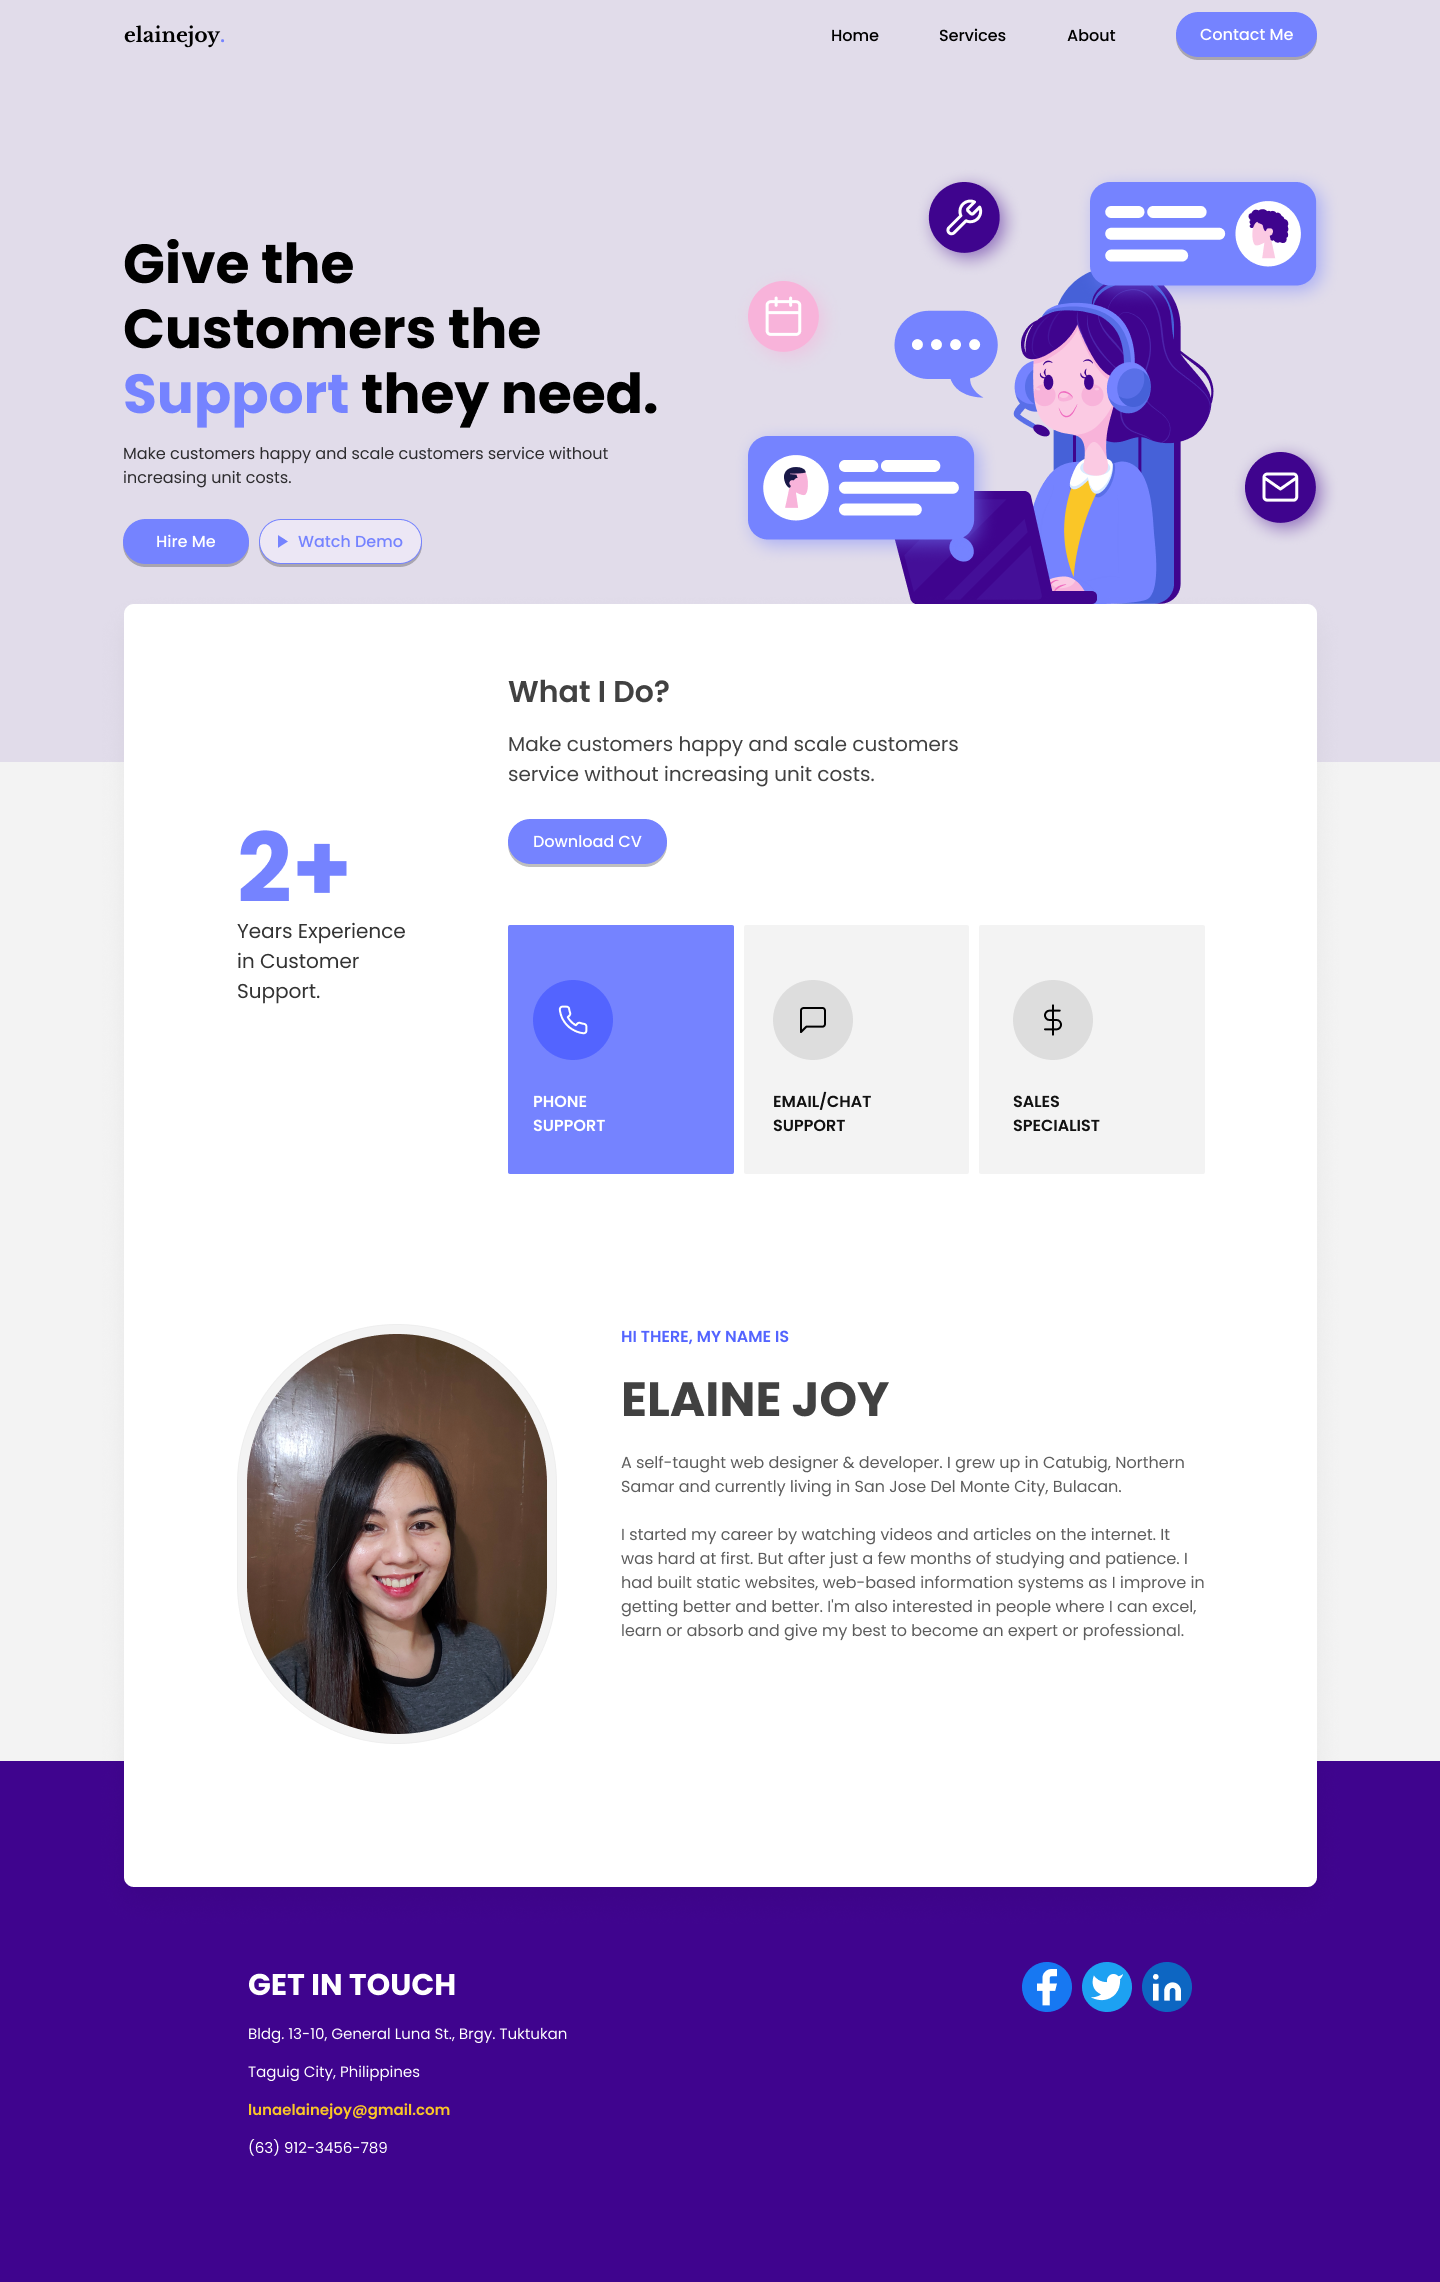 elainejoy.
Home
Services
About
Contact Me
Give the
Customers the
Support they need.
Make customers happy and scale customers service without
increasing unit costs.
Hire Me
Watch Demo
What I Do?
Make customers happy and scale customers
service without increasing unit costs.
Download CV
2+
Years Experience
in Customer
Support.
PHONE
SUPPORT
EMAIL/CHAT
SUPPORT
SALES
SPECIALIST
HI THERE, MY NAME IS
ELAINE JOY
A self-taught web designer & developer. I grew up in Catubig, Northern
Samar and currently living in San Jose Del Monte City, Bulacan.
I started my career by watching videos and articles on the internet. It
was hard at first. But after just a few months of studying and patience. I
had built static websites, web-based information systems as I improve in
getting better and better. I'm also interested in people where I can excel,
learn or absorb and give my best to become an expert or professional.
GET IN TOUCH
Bldg. 13-10, General Luna St., Brgy. Tuktukan
Taguig City, Philippines
lunaelainejoy@gmail.com
(63) 912-3456-789